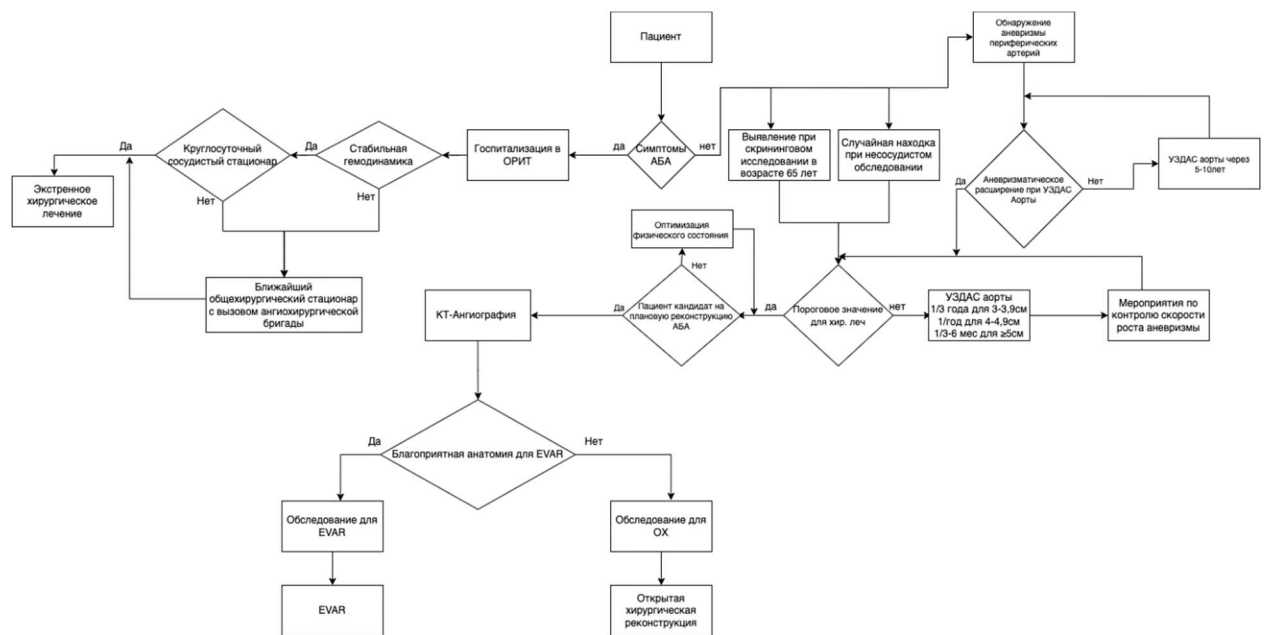 Пациент
Обнаружение
аневризмы
периферических
артерий
Симптомы
АБА
да
нет
Госпитализация в
ОРИТ
Стабильная
гемодинамика
Да
Нет
Круглосуточный
сосудистый стационар
Да
Нет
Экстренное
хирургическое
лечение
Ближайший
общехирургический стационар
с вызовом ангиохирургической
бригады
Выявление при
скрининговом
исследовании в
возрасте 65 лет
Случайная находка
при несосудистом
обследовании
Аневризматическое
расширение при УЗДАС
Аорты
Да
Нет
УЗДАС аорты через
5-10лет
Оптимизация
физического состояния
Нет
Пациент кандидат на
плановую реконструкцию
АБА
Да
да
Пороговое значение
для хир. леч
нет
УЗДАС аорты
1/3 года для 3-3,9см
1/год для 4-4,9см
1/3-6 мес для ≥5см
Мероприятия по
контролю скорости
роста аневризмы
КТ-Ангиография
Благоприятная анатомия для EVAR
Да
Нет
Обследование для
EVAR
Обследование для
ОХ
EVAR
Открытая
хирургическая
реконструкция